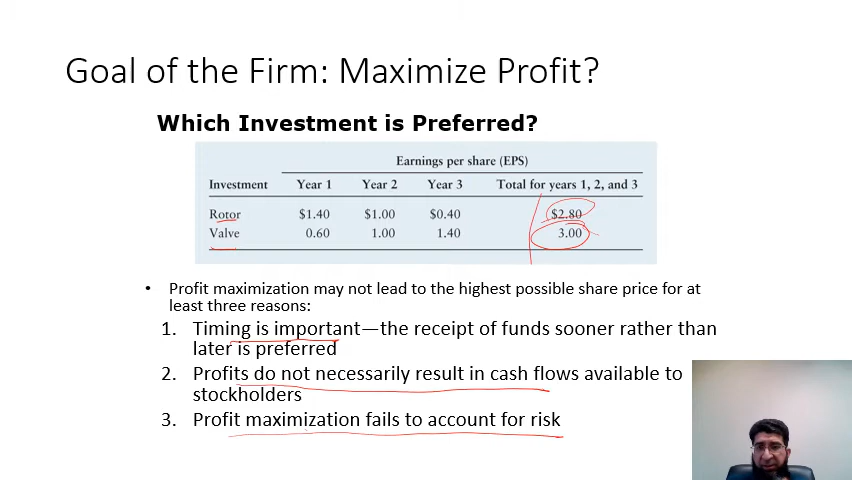 Goal of the Firm: Maximize Profit?
Which Investment is Preferred?
Earnings per share (EPS)
Investment Year 1 Year 2 Year 3 Total for years 1, 2, and 3
Rotor $1.40 $1.00 $0.40 $2.80
Valve 0.60 1.00 1.40 3.00
• Profit maximization may not lead to the highest possible share price for at
least three reasons:
1. Timing is important—the receipt of funds sooner rather than
later is preferred
2. Profits do not necessarily result in cash flows available to
stockholders
3. Profit maximization fails to account for risk